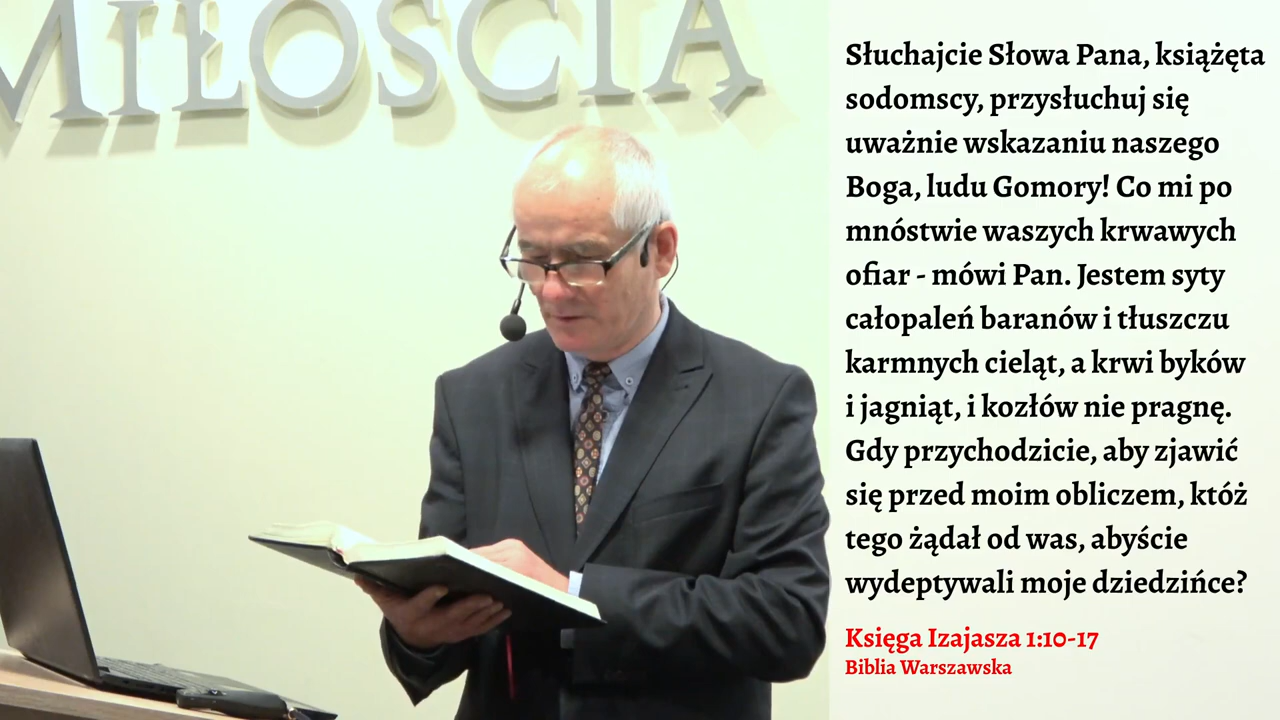 MIŁOŚCIĄ
Słuchajcie Słowa Pana, książęta
sodomscy, przysłuchuj się
uważnie wskazaniu naszego
Boga, ludu Gomory! Co mi po
mnóstwie waszych krwawych
ofiar - mówi Pan. Jestem syty
całopaleń baranów i tłuszczu
karmnych cieląt, a krwi byków
i jagniąt, i kozłów nie pragnę.
Gdy przychodzicie, aby zjawić
się przed moim obliczem, któż
tego żądał od was, abyście
wydeptywali moje dziedzińce?
Księga Izajasza 1:10-17
Biblia Warszawska